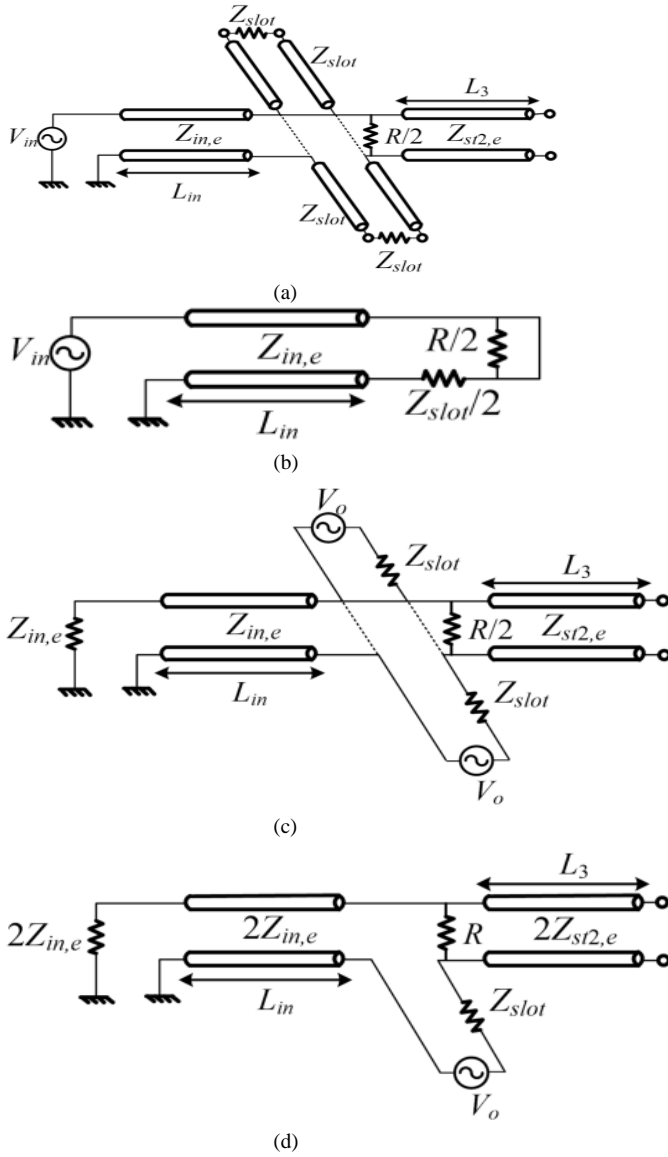 Z_slot
Z_slot
L_3
V_in
Z_in,e
R/2
Z_st2,e
L_in
Z_slot
Z_slot
(a)
V_in
Z_in,e
R/2
L_in
Z_slot/2
(b)
V_o
Z_slot
L_3
Z_in,e
Z_in,e
R/2
Z_st2,e
L_in
Z_slot
V_o
(c)
L_3
2Z_in,e
2Z_in,e
R
2Z_st2,e
L_in
Z_slot
V_o
(d)